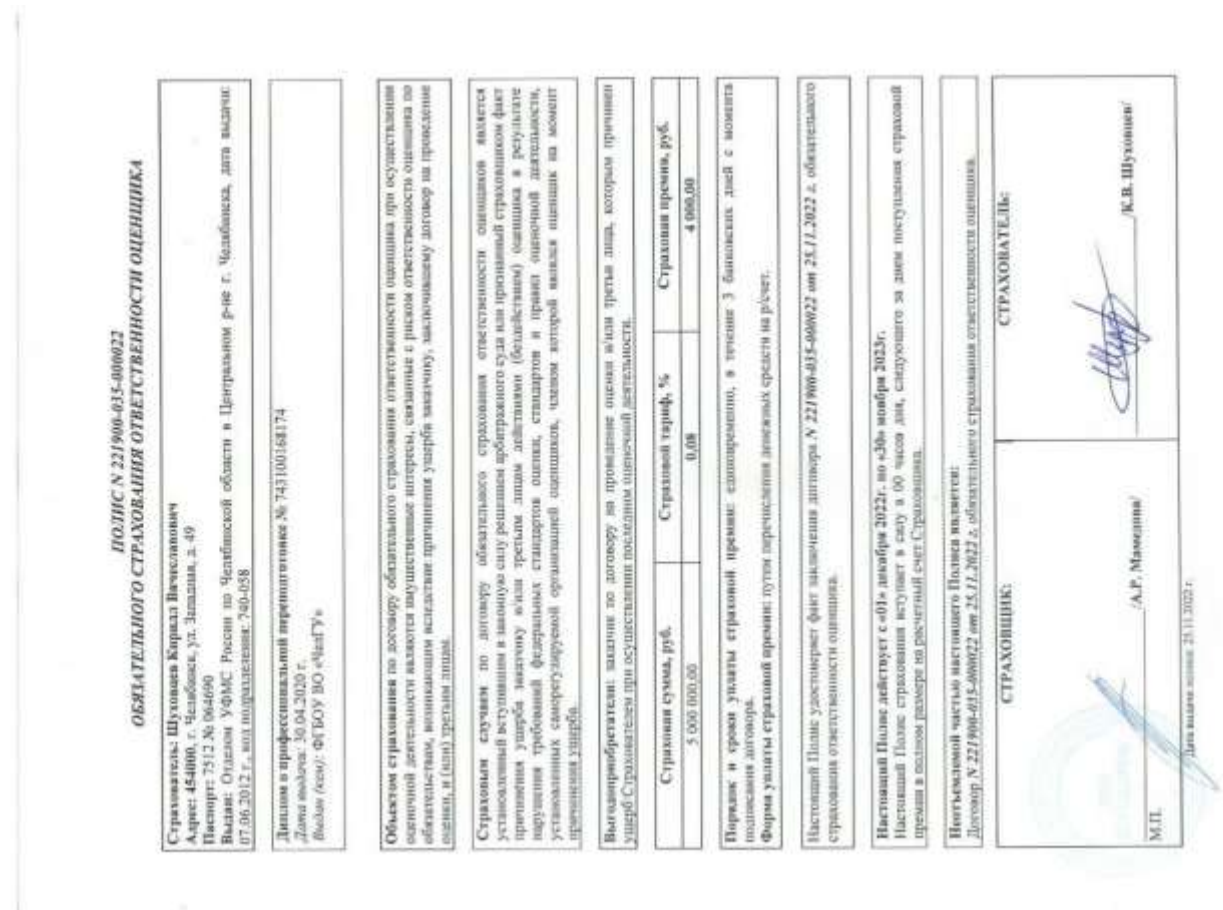 ПОЛИС N 221900-035-000022
ОБЯЗАТЕЛЬНОГО СТРАХОВАНИЯ ОТВЕТСТВЕННОСТИ ОЦЕНЩИКА
Страхователь: Шуховцев Кирилл Вячеславович
Адрес: 454000, г. Челябинск, ул. Западная, д. 49
Паспорт: 7512 № 064690
Выдан: Отделом УФМС России по Челябинской области в Центральном р-не г. Челябинска, дата выдачи:
07.06.2012 г., код подразделения: 740-058
Диплом о профессиональной переподготовке № 743100168174
Дата выдачи: 30.04.2020 г.
Выдан (кем): ФГБОУ ВО «ЧелГУ»
Объектом страхования по договору обязательного страхования ответственности оценщика при осуществлении
оценочной деятельности являются имущественные интересы, связанные с риском ответственности оценщика по
обязательствам, возникающим вследствие причинения ущерба заказчику, заключившему договор на проведение
оценки, и (или) третьим лицам.
Страховым случаем по договору обязательного страхования ответственности оценщиков является
установленный вступившим в законную силу решением арбитражного суда или признанный страховщиком факт
причинения ущерба заказчику и/или третьим лицам действиями (бездействием) оценщика в результате
нарушения требований федеральных стандартов оценки, стандартов и правил оценочной деятельности,
установленных саморегулируемой организацией оценщиков, членом которой являлся оценщик на момент
причинения ущерба.
Выгодоприобретатели: заказчик по договору на проведение оценки и/или третьи лица, которым причинен
ущерб Страхователем при осуществлении последним оценочной деятельности.
Страховая сумма, руб. Страховой тариф, % Страховая премия, руб.
5 000 000,00 0,08 4 000,00
Порядок и сроки уплаты страховой премии: единовременно, в течение 3 банковских дней с момента
подписания договора.
Форма уплаты страховой премии: путем перечисления денежных средств на р/счет.
Настоящий Полис удостоверяет факт заключения договора N 221900-035-000022 от 25.11.2022 г. обязательного
страхования ответственности оценщика.
Настоящий Полис действует с «01» декабря 2022г. по «30» ноября 2023г.
Настоящий Полис страхования вступает в силу в 00 часов дня, следующего за днем поступления страховой
премии в полном размере на расчетный счет Страховщика.
Неотъемлемой частью настоящего Полиса является:
Договор N 221900-035-000022 от 25.11.2022 г. обязательного страхования ответственности оценщика.
СТРАХОВЩИК: СТРАХОВАТЕЛЬ:
/А.Р. Мамедова/ /К.В. Шуховцев/
М.П.
Дата выдачи полиса: 25.11.2022 г.